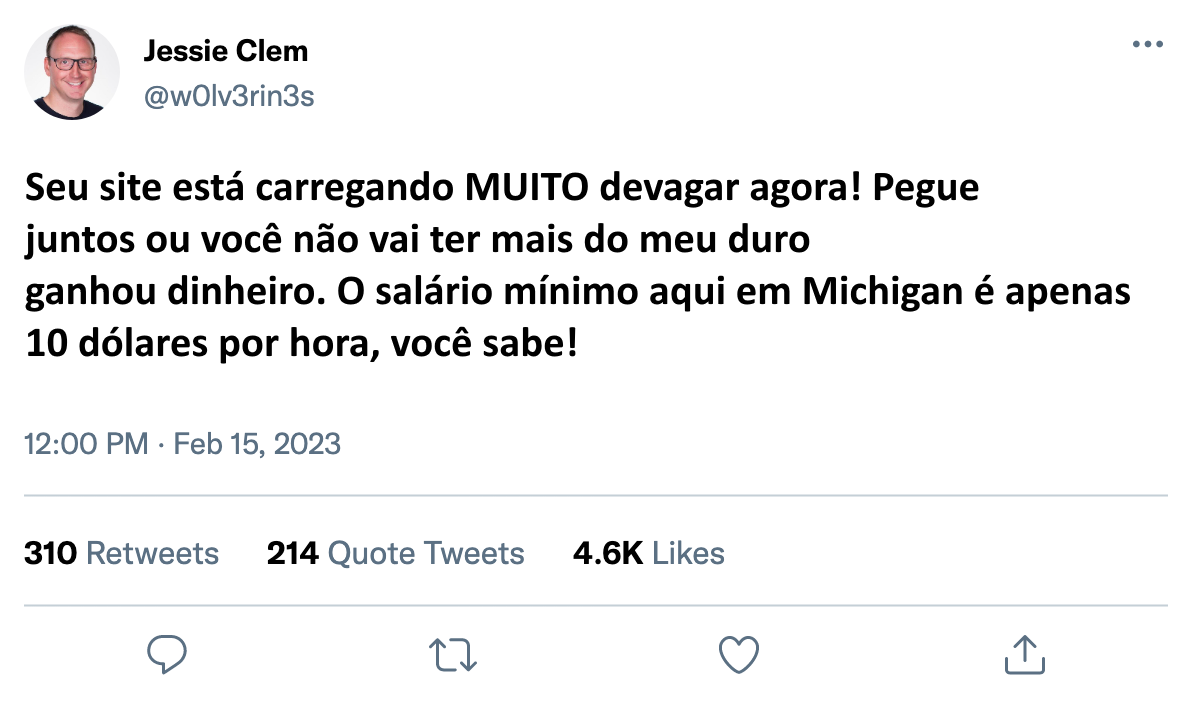 Jessie Clem
@w0lv3rin3s
Seu site está carregando MUITO devagar agora! Pegue
juntos ou você não vai ter mais do meu duro
ganhou dinheiro. O salário mínimo aqui em Michigan é apenas
10 dólares por hora, você sabe!
12:00 PM · Feb 15, 2023
310 Retweets 214 Quote Tweets 4.6K Likes